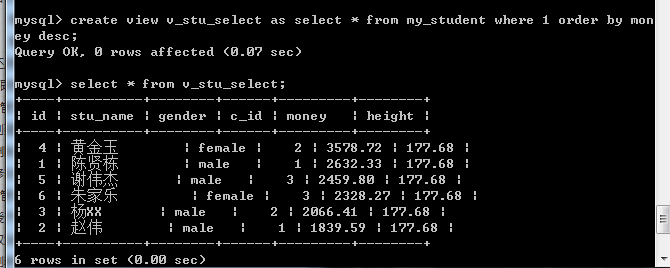 mysql> create view v_stu_select as select * from my_student where 1 order by mon
ey desc;
Query OK, 0 rows affected (0.07 sec)
mysql> select * from v_stu_select;
+----+-----------+--------+------+---------+--------+
| id | stu_name | gender | c_id | money | height |
+----+-----------+--------+------+---------+--------+
| 4 | 黄金玉 | female | 2 | 3578.72 | 177.68 |
| 1 | 陈贤栋 | male | 1 | 2632.33 | 177.68 |
| 5 | 谢伟杰 | male | 3 | 2459.80 | 177.68 |
| 6 | 朱家乐 | female | 3 | 2328.27 | 177.68 |
| 3 | 杨XX | male | 2 | 2066.41 | 177.68 |
| 2 | 赵伟 | male | 1 | 1839.59 | 177.68 |
+----+-----------+--------+------+---------+--------+
6 rows in set (0.00 sec)